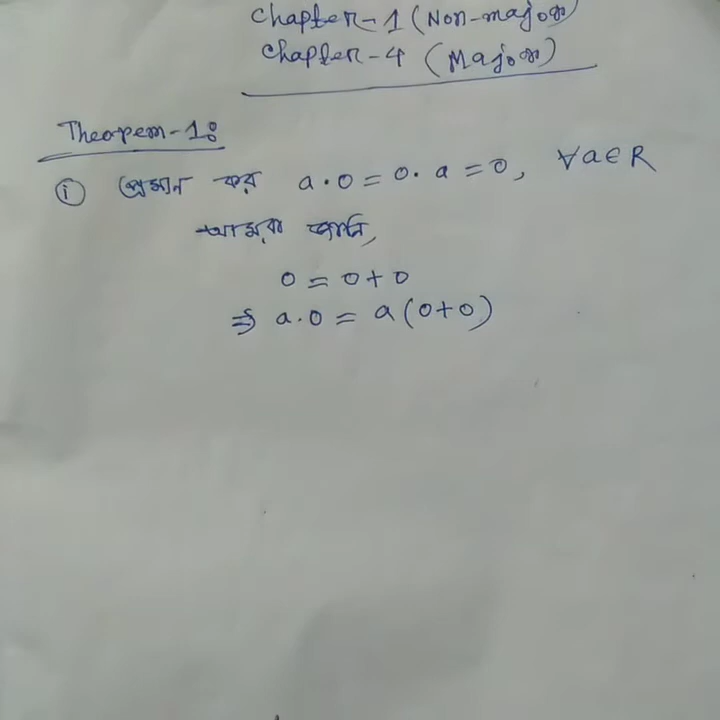 Chapter-1 (Non-major)
Chapter-4 (Major)
Theorem-1:
(i) প্রমান কর a·0 = 0·a = 0, ∀a∈R
আমরা জানি,
0 = 0+0
⇒ a·0 = a(0+0)